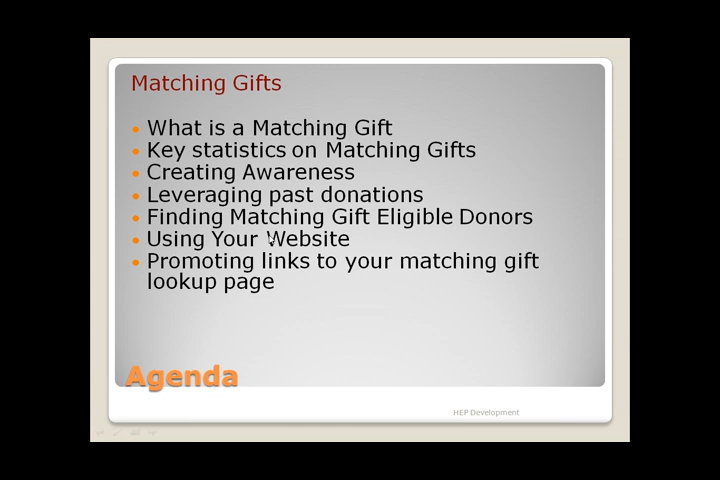 Matching Gifts
• What is a Matching Gift
• Key statistics on Matching Gifts
• Creating Awareness
• Leveraging past donations
• Finding Matching Gift Eligible Donors
• Using Your Website
• Promoting links to your matching gift
lookup page
Agenda
HEP Development